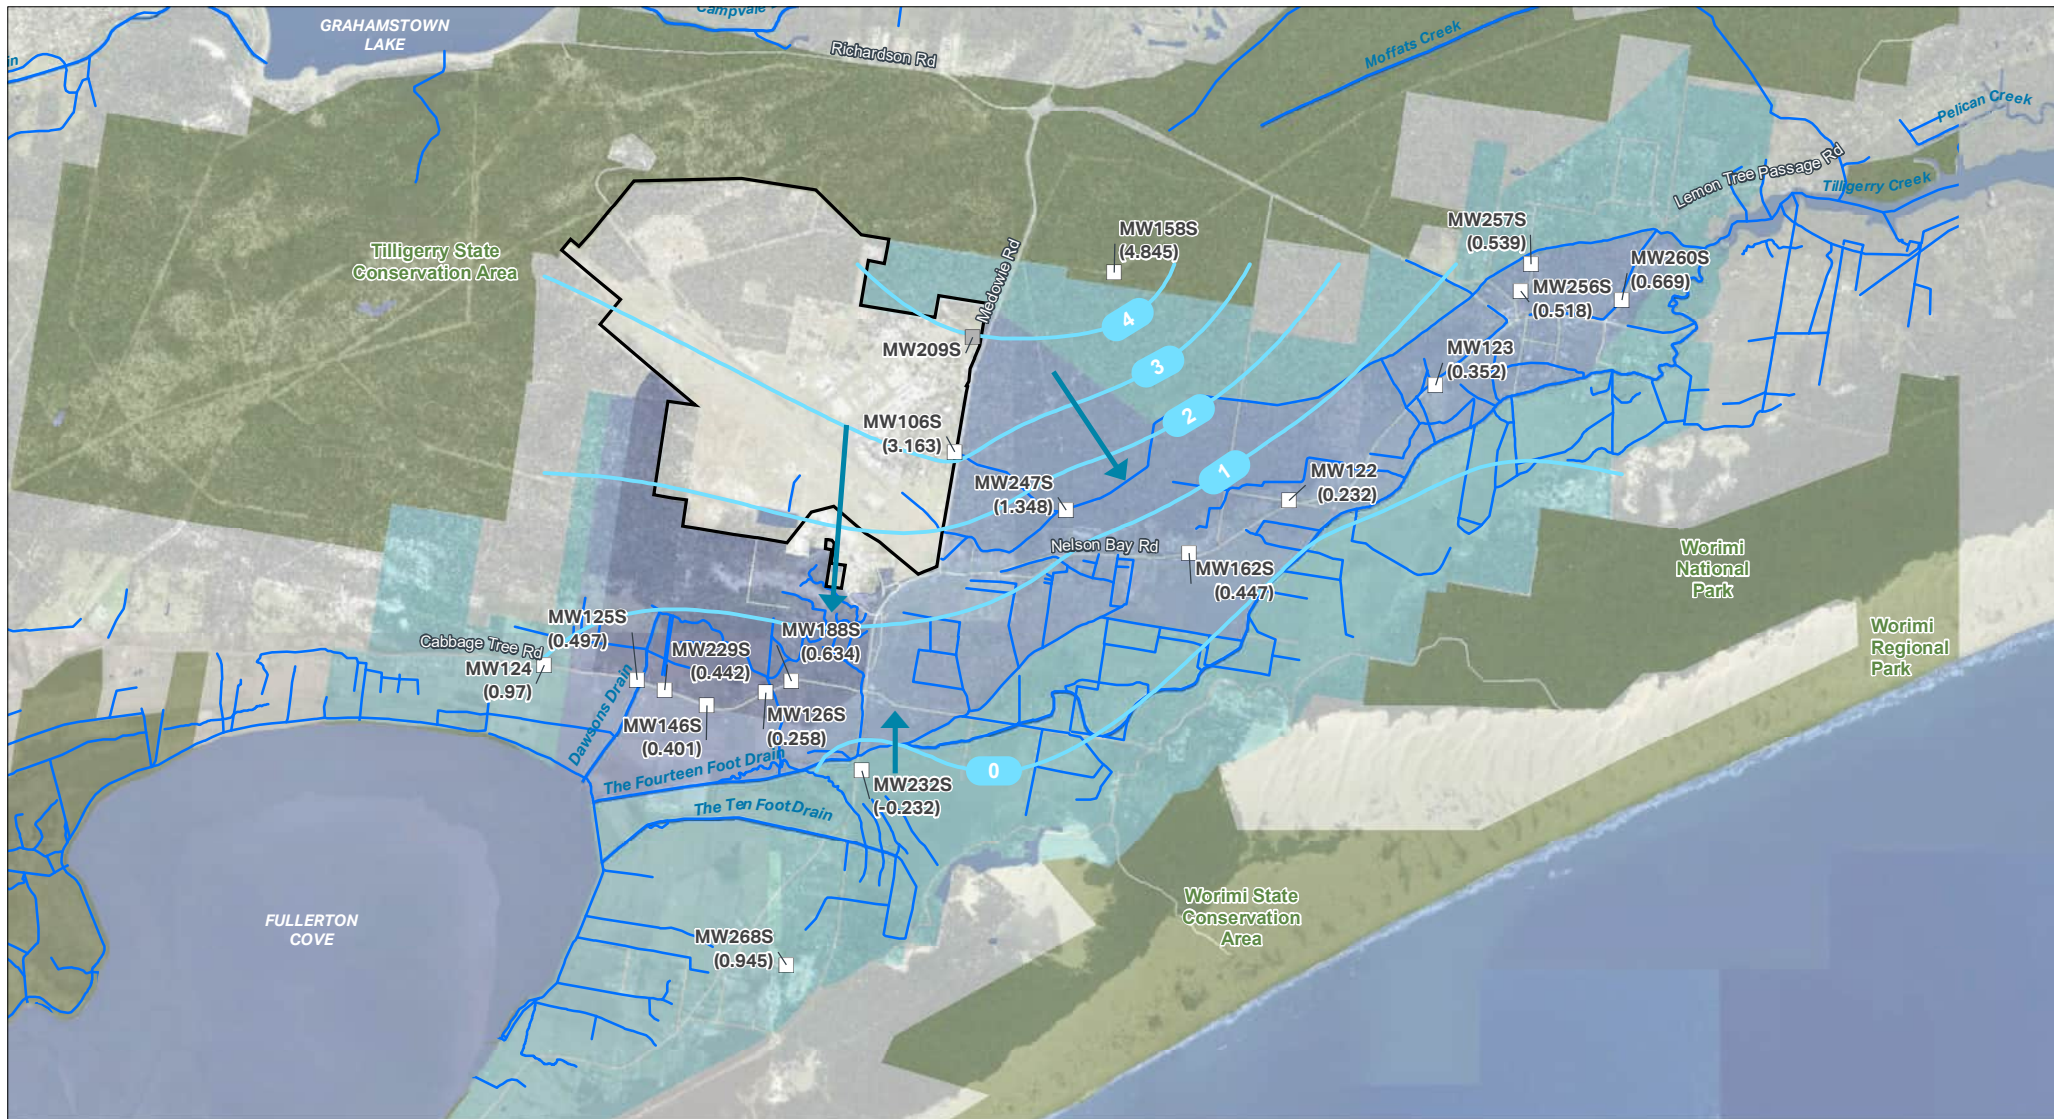 GRAHAMSTOWN
LAKE
Campvale
Richardson Rd
Moffats Creek
Pelican Creek
in
Lemon Tree Passage Rd
Tilligerry Creek
Tilligerry State
Conservation Area
Medowie Rd
MW158S
(4.845)
MW257S
(0.539)
MW260S
(0.669)
MW256S
(0.518)
4
MW209S
MW123
(0.352)
3
2
MW106S
(3.163)
1
MW247S
(1.348)
MW122
(0.232)
Nelson Bay Rd
MW162S
(0.447)
Worimi
National
Park
Worimi
Regional
Park
MW125S
(0.497)
Cabbage Tree Rd
MW124
(0.97)
MW229S
(0.442)
MW188S
(0.634)
Dawsons Drain
MW146S
(0.401)
MW126S
(0.258)
The Fourteen Foot Drain
0
MW232S
(-0.232)
The Ten Foot Drain
FULLERTON
COVE
MW268S
(0.945)
Worimi State
Conservation
Area